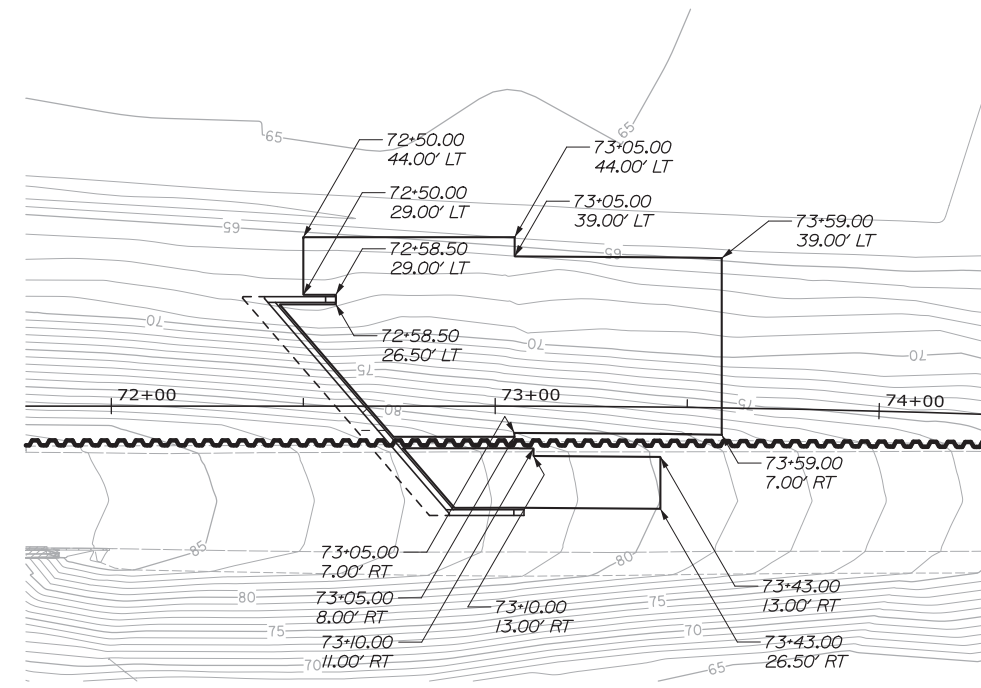 65
65
72+50.00
44.00' LT
73+05.00
44.00' LT
72+50.00
29.00' LT
73+05.00
39.00' LT
73+59.00
39.00' LT
65
72+58.50
29.00' LT
65
70
72+58.50
26.50' LT
70
70
75
72+00
73+00
74+00
80
75
73+59.00
7.00' RT
85
73+05.00
7.00' RT
80
73+05.00
8.00' RT
80
73+10.00
13.00' RT
75
73+43.00
13.00' RT
75
73+10.00
11.00' RT
70
73+43.00
26.50' RT
70
65